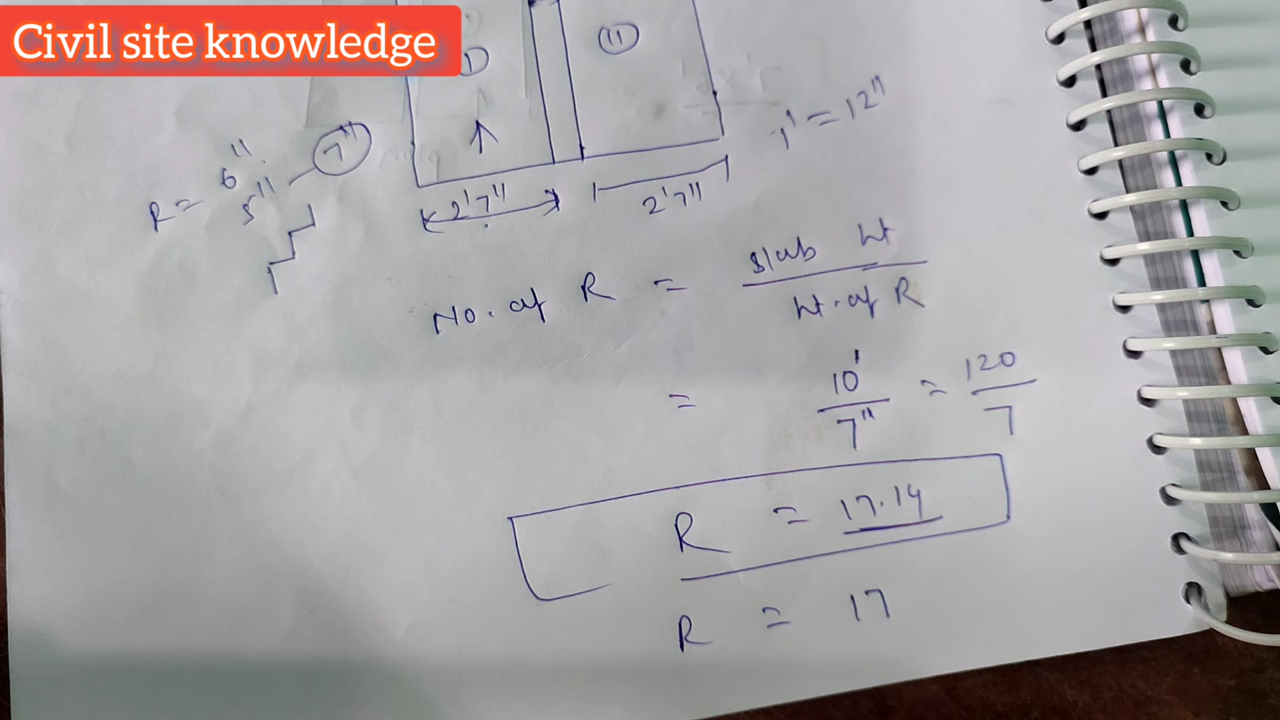 Civil site knowledge
11
1' = 12"
R = 6"
5"
7"
2'7"
2'7"
No. of R = slab ht
ht. of R
= 10' = 120
7" 7
R = 17.14
R = 17